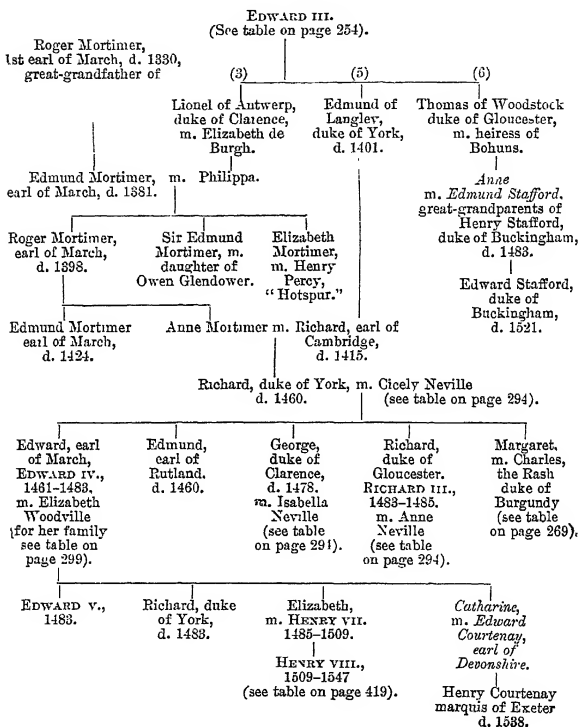 EDWARD III.
(See table on page 254).
Roger Mortimer,
1st earl of March, d. 1330,
great-grandfather of
(3)
(5)
(6)
Lionel of Antwerp,
duke of Clarence,
m. Elizabeth de
Burgh.
Edmund of
Langley,
duke of York,
d. 1401.
Thomas of Woodstock
duke of Gloucester,
m. heiress of
Bohuns.
Edmund Mortimer,
earl of March, d. 1381.
m. Philippa.
Anne
m. Edmund Stafford,
great-grandparents of
Henry Stafford,
duke of Buckingham,
d. 1483.
Edward Stafford,
duke of
Buckingham,
d. 1521.
Roger Mortimer,
earl of March,
d. 1398.
Sir Edmund
Mortimer, m.
daughter of
Owen Glendower.
Elizabeth
Mortimer,
m. Henry
Percy,
"Hotspur."
Edmund Mortimer
earl of March,
d. 1424.
Anne Mortimer m. Richard, earl of
Cambridge,
d. 1415.
Richard, duke of York, m. Cicely Neville
d. 1460. (see table on page 294).
Edward, earl
of March,
EDWARD IV.,
1461-1483,
m. Elizabeth
Woodville
(for her family
see table on
page 299).
Edmund,
earl of
Rutland.
d. 1460.
George,
duke of
Clarence,
d. 1478.
m. Isabella
Neville
(see table
on page 294).
Richard,
duke of
Gloucester.
RICHARD III.,
1483-1485.
m. Anne
Neville
(see table
on page 294).
Margaret,
m. Charles,
the Rash
duke of
Burgundy
(see table
on page 269).
EDWARD V.,
1483.
Richard, duke
of York,
d. 1483.
Elizabeth,
m. HENRY VII.
1485-1509.
HENRY VIII.,
1509-1547
(see table on page 419).
Catharine,
m. Edward
Courtenay,
earl of
Devonshire.
Henry Courtenay
marquis of Exeter
d. 1538.